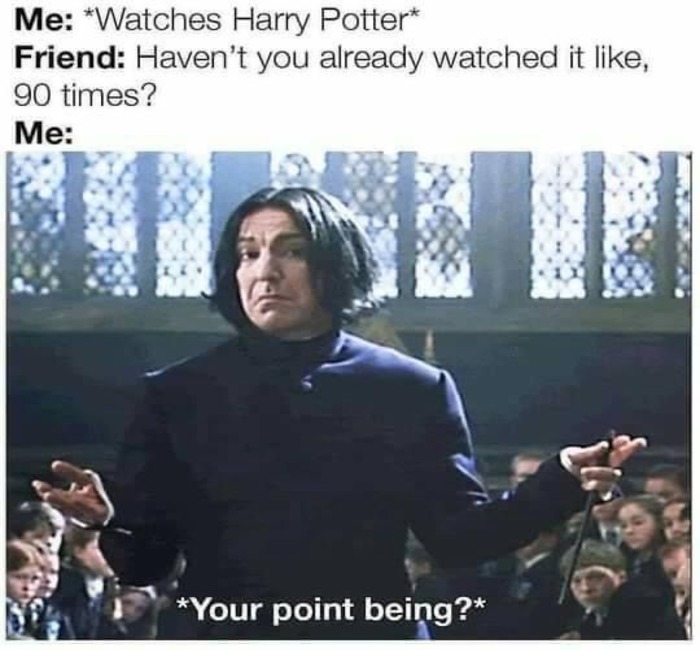 Me: *Watches Harry Potter*
Friend: Haven't you already watched it like,
90 times?
Me:
*Your point being?*